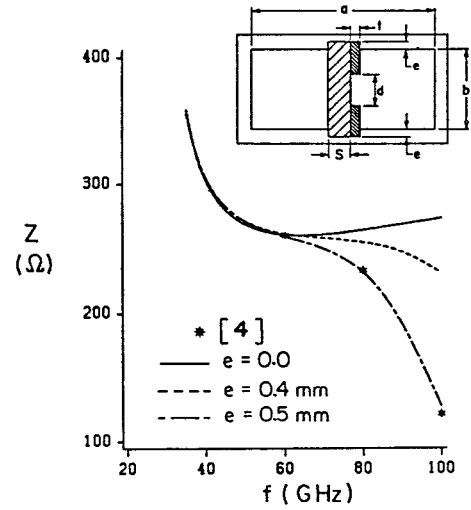 a
t
e
d
b
S
e
400
300
200
100
Z
(Ω)
* [4]
e = 0.0
e = 0.4 mm
e = 0.5 mm
20 40 60 80 100
f (GHz)